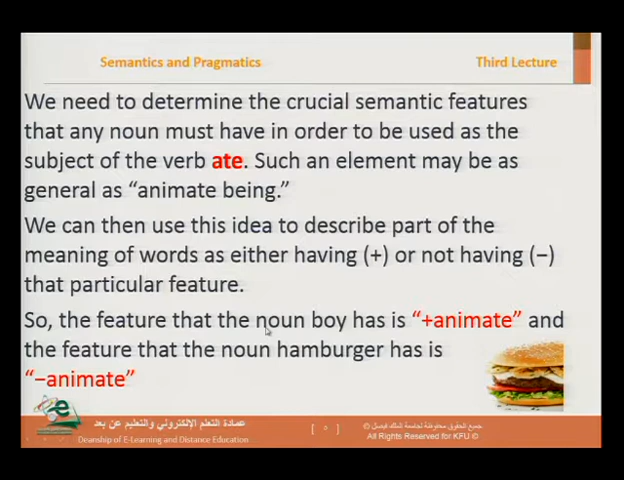 Semantics and Pragmatics
Third Lecture
We need to determine the crucial semantic features
that any noun must have in order to be used as the
subject of the verb ate. Such an element may be as
general as “animate being.”
We can then use this idea to describe part of the
meaning of words as either having (+) or not having (−)
that particular feature.
So, the feature that the noun boy has is “+animate” and
the feature that the noun hamburger has is
“−animate”
عمادة التعلم الإلكتروني والتعليم عن بعد
Deanship of E-Learning and Distance Education
[ ٥ ]
جميع الحقوق محفوظة لجامعة الملك فيصل ©
All Rights Reserved for KFU ©